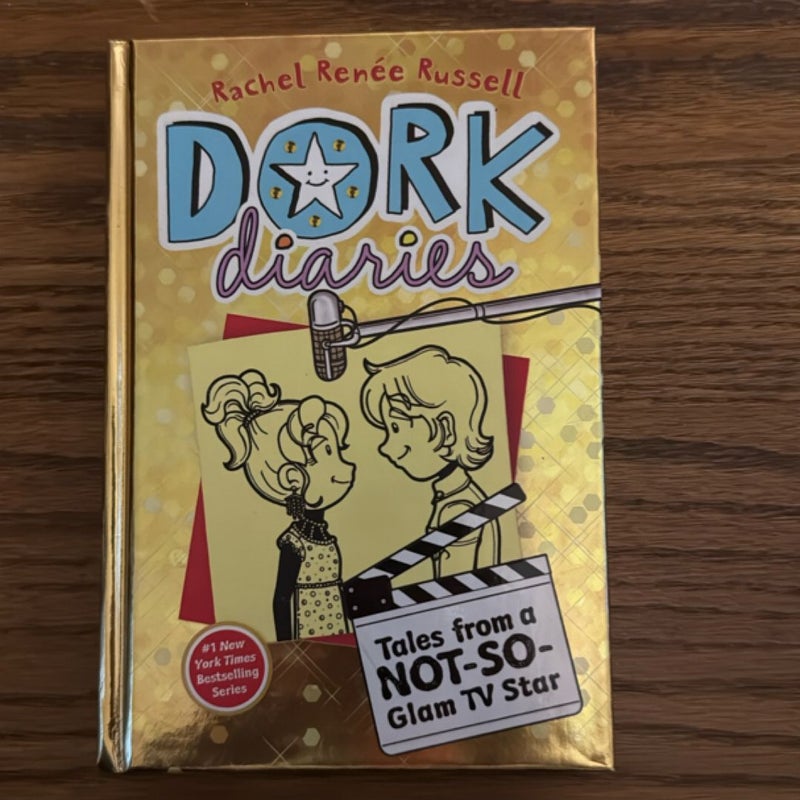 Rachel Renée Russell
DORK
diaries
Tales from a
NOT-SO-
Glam TV Star
#1 New
York Times
Bestselling
Series